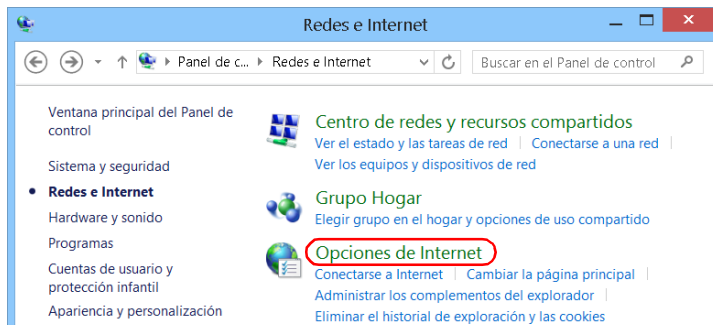 Redes e Internet
Panel de c... Redes e Internet
Buscar en el Panel de control
Ventana principal del Panel de
control
Sistema y seguridad
Redes e Internet
Hardware y sonido
Programas
Cuentas de usuario y
protección infantil
Apariencia y personalización
Centro de redes y recursos compartidos
Ver el estado y las tareas de red
Conectarse a una red
Ver los equipos y dispositivos de red
Grupo Hogar
Elegir grupo en el hogar y opciones de uso compartido
Opciones de Internet
Conectarse a Internet
Cambiar la página principal
Administrar los complementos del explorador
Eliminar el historial de exploración y las cookies